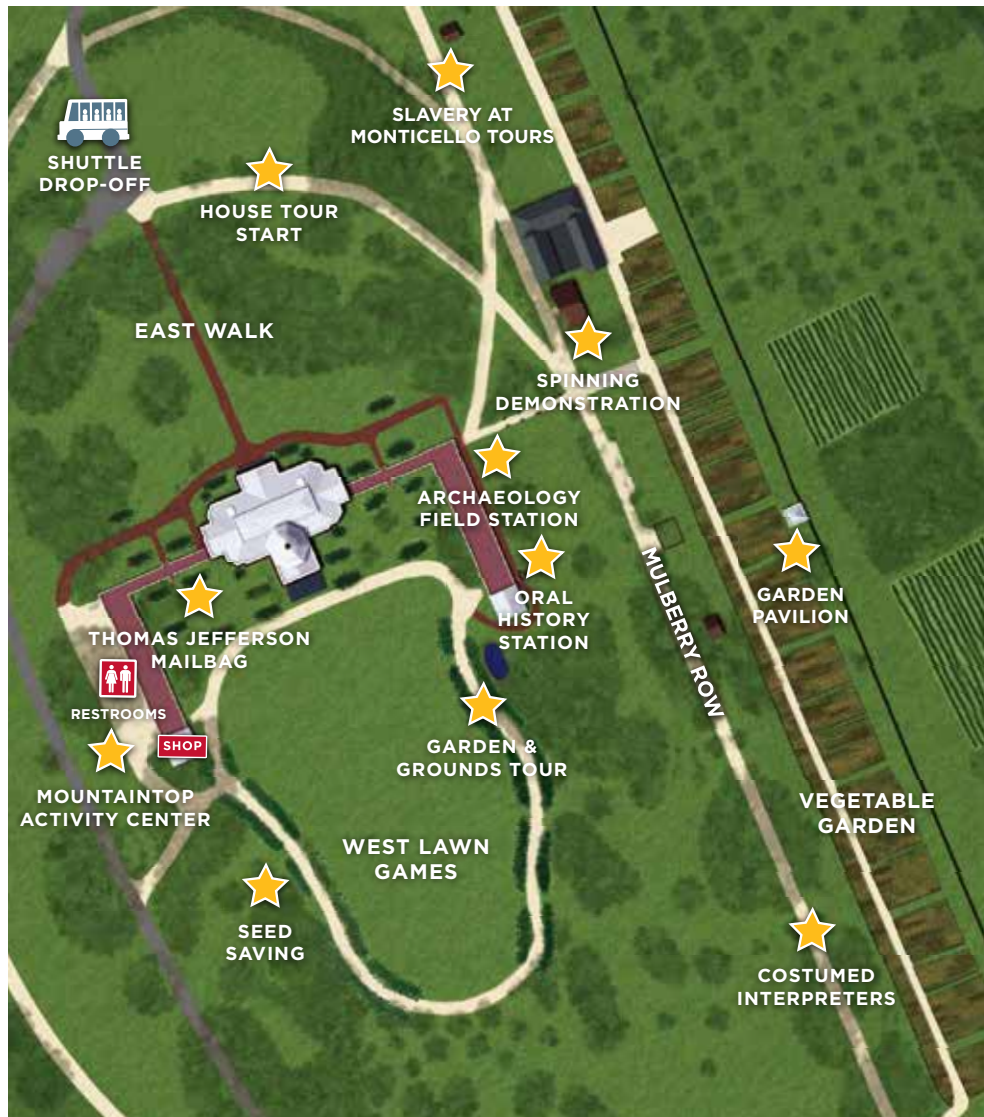 SLAVERY AT
MONTICELLO TOURS
SHUTTLE
DROP-OFF
HOUSE TOUR
START
EAST WALK
SPINNING
DEMONSTRATION
ARCHAEOLOGY
FIELD STATION
MULBERRY ROW
ORAL
HISTORY
STATION
GARDEN
PAVILION
THOMAS JEFFERSON
MAILBAG
RESTROOMS
SHOP
GARDEN &
GROUNDS TOUR
MOUNTAINTOP
ACTIVITY CENTER
VEGETABLE
GARDEN
WEST LAWN
GAMES
SEED
SAVING
COSTUMED
INTERPRETERS